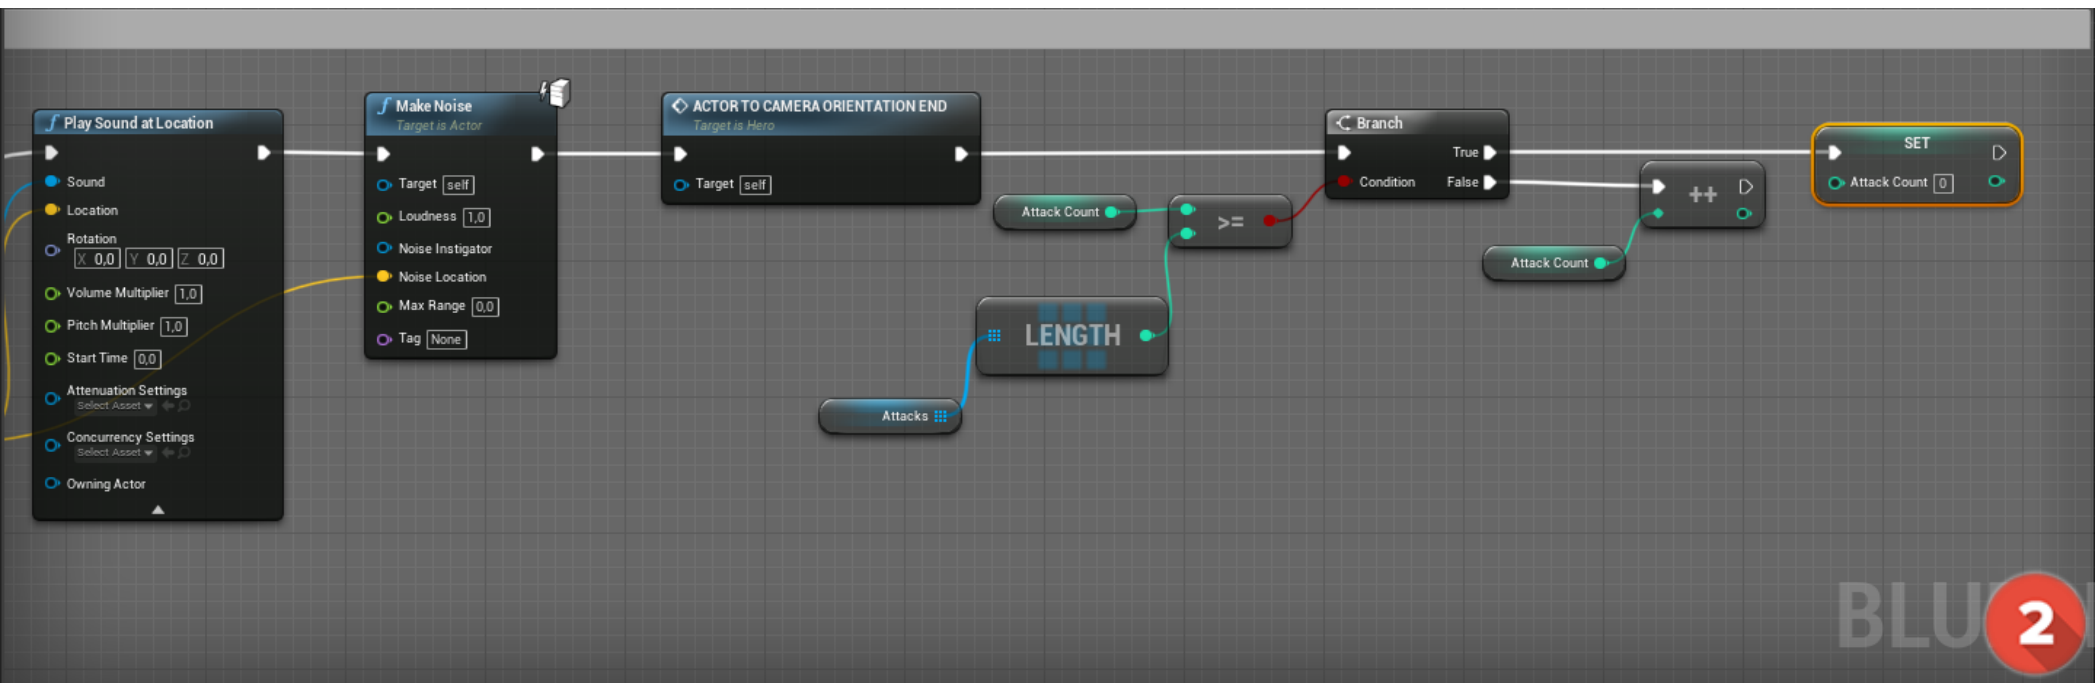 Play Sound at Location
Sound
Location
Rotation
X 0,0 Y 0,0 Z 0,0
Volume Multiplier 1,0
Pitch Multiplier 1,0
Start Time 0,0
Attenuation Settings
Select Asset
Concurrency Settings
Select Asset
Owning Actor
Make Noise
Target is Actor
Target self
Loudness 1,0
Noise Instigator
Noise Location
Max Range 0,0
Tag None
ACTOR TO CAMERA ORIENTATION END
Target is Hero
Target self
Attack Count
>=
LENGTH
Attacks
Branch
True
Condition False
Attack Count
++
SET
Attack Count 0
2